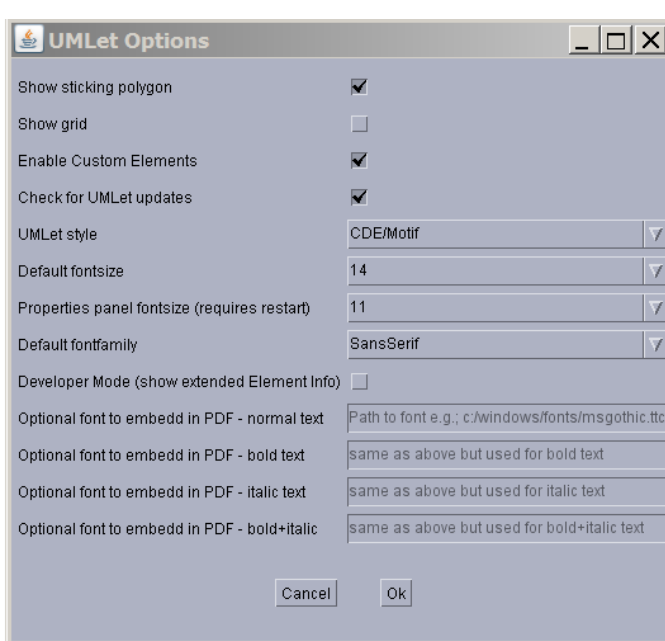 UMLet Options
Show sticking polygon
Show grid
Enable Custom Elements
Check for UMLet updates
UMLet style CDE/Motif
Default fontsize 14
Properties panel fontsize (requires restart) 11
Default fontfamily SansSerif
Developer Mode (show extended Element Info)
Optional font to embedd in PDF - normal text Path to font e.g.; c:/windows/fonts/msgothic.ttc
Optional font to embedd in PDF - bold text same as above but used for bold text
Optional font to embedd in PDF - italic text same as above but used for italic text
Optional font to embedd in PDF - bold+italic same as above but used for bold+italic text
Cancel Ok